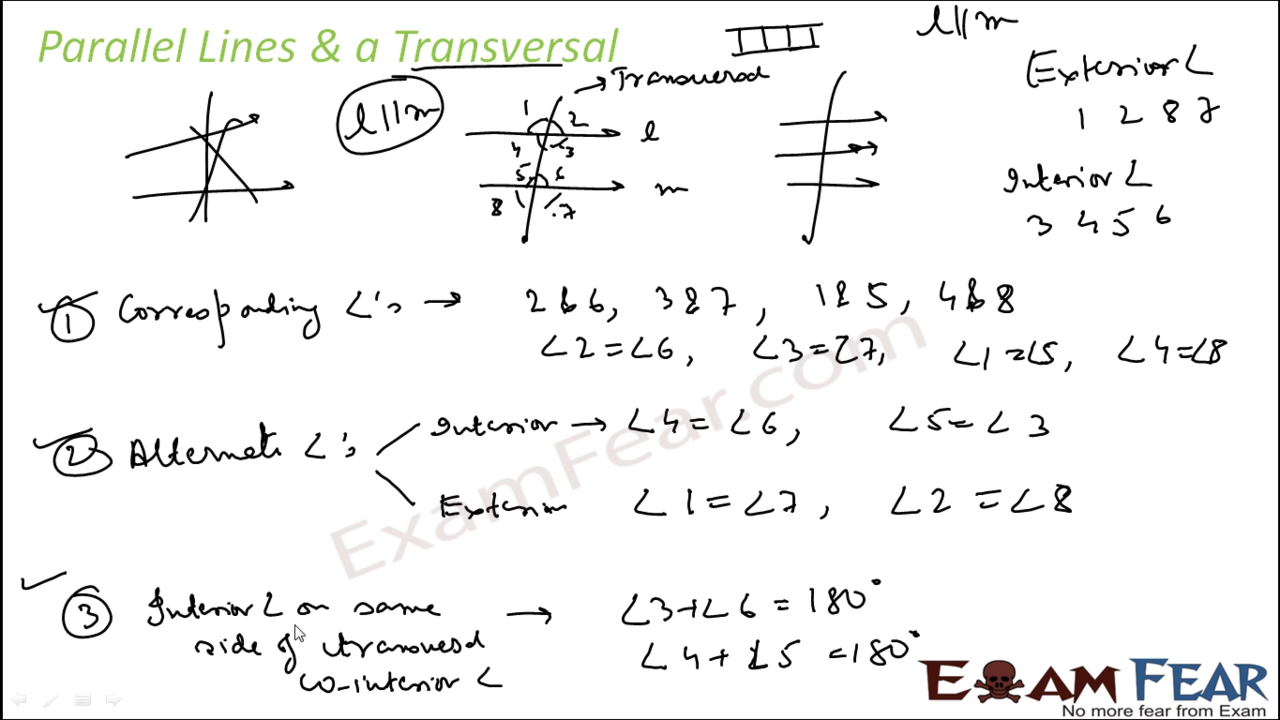 Parallel Lines & a Transversal
l||m
l||m
Transversal
Exterior ∠
1 2 8 7
1 2
4 3
l
5 6
m
8 7
Interior ∠
3 4 5 6
① Corresponding ∠'s → 2&6, 3&7, 1&5, 4&8
∠2=∠6, ∠3=∠7, ∠1=∠5, ∠4=∠8
② Alternate ∠'s
Interior → ∠4=∠6, ∠5=∠3
Exterior ∠1=∠7, ∠2=∠8
③ Interior ∠ on same → ∠3+∠6=180°
side of transversal ∠4+∠5=180°
co-interior ∠
ExamFear.com
EXAM FEAR
No more fear from Exam